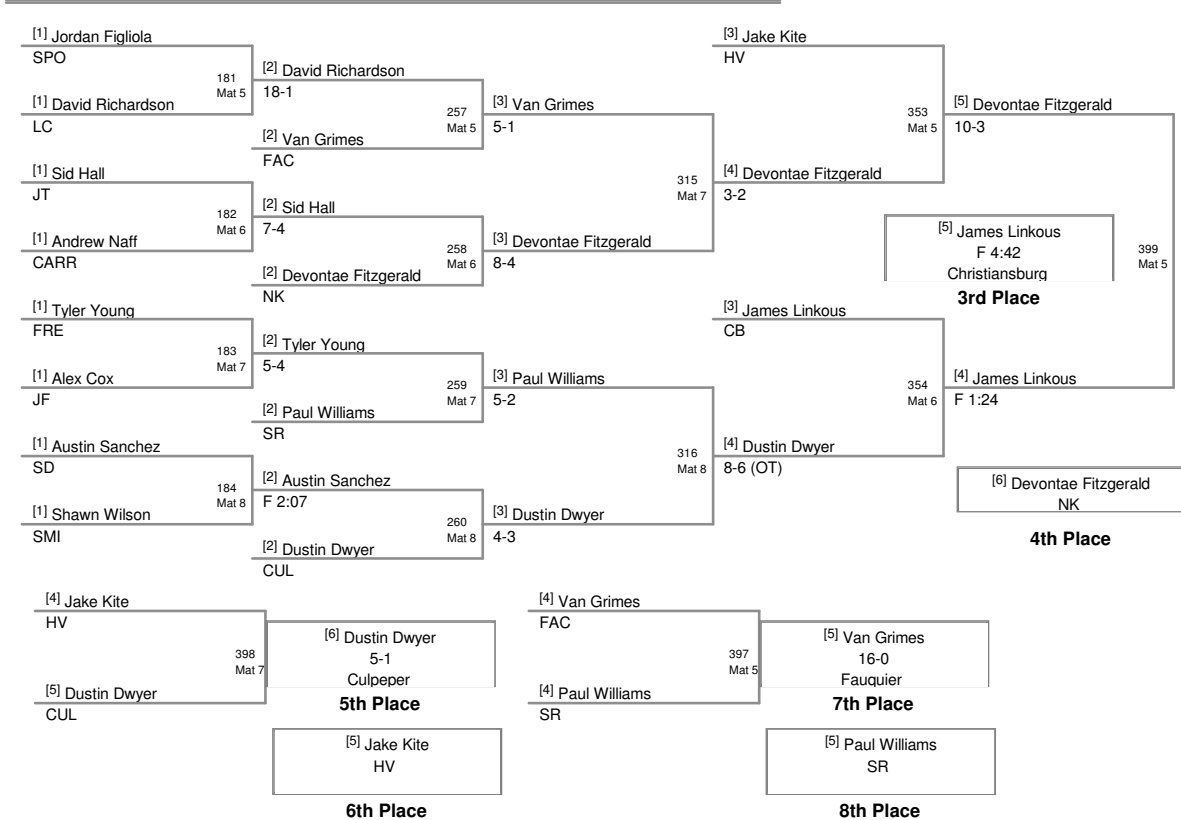 [1] Jordan Figliola
SPO
181
Mat 5
[1] David Richardson
LC
[2] David Richardson
18-1
257
Mat 5
[2] Van Grimes
FAC
[3] Van Grimes
5-1
[1] Sid Hall
JT
182
Mat 6
[1] Andrew Naff
CARR
[2] Sid Hall
7-4
258
Mat 6
[2] Devontae Fitzgerald
NK
[3] Devontae Fitzgerald
8-4
315
Mat 7
[4] Devontae Fitzgerald
3-2
[3] Jake Kite
HV
353
Mat 5
[5] Devontae Fitzgerald
10-3
[1] Tyler Young
FRE
183
Mat 7
[1] Alex Cox
JF
[2] Tyler Young
5-4
259
Mat 7
[2] Paul Williams
SR
[3] Paul Williams
5-2
[1] Austin Sanchez
SD
184
Mat 8
[1] Shawn Wilson
SMI
[2] Austin Sanchez
F 2:07
260
Mat 8
[2] Dustin Dwyer
CUL
[3] Dustin Dwyer
4-3
316
Mat 8
[4] Dustin Dwyer
8-6 (OT)
[3] James Linkous
CB
354
Mat 6
[4] James Linkous
F 1:24
399
Mat 5
[5] James Linkous
F 4:42
Christiansburg
3rd Place
[6] Devontae Fitzgerald
NK
4th Place
[4] Jake Kite
HV
398
Mat 7
[5] Dustin Dwyer
CUL
[6] Dustin Dwyer
5-1
Culpeper
5th Place
[5] Jake Kite
HV
6th Place
[4] Van Grimes
FAC
397
Mat 5
[4] Paul Williams
SR
[5] Van Grimes
16-0
Fauquier
7th Place
[5] Paul Williams
SR
8th Place